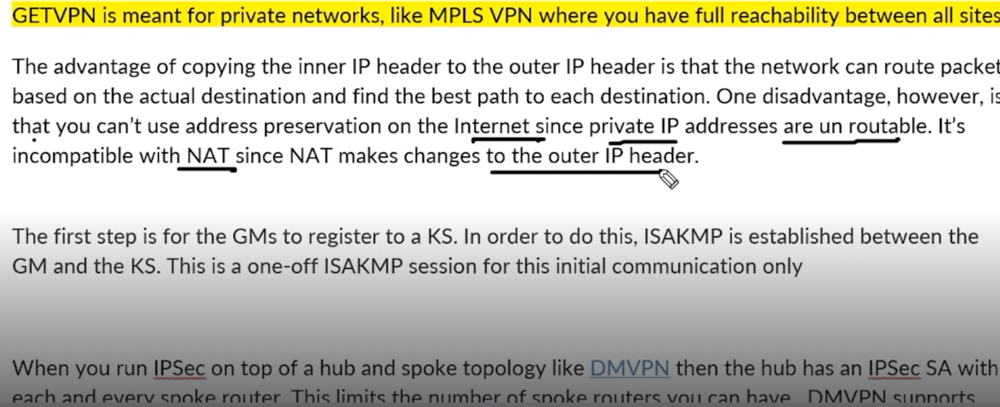 GETVPN is meant for private networks, like MPLS VPN where you have full reachability between all sites
The advantage of copying the inner IP header to the outer IP header is that the network can route packet
based on the actual destination and find the best path to each destination. One disadvantage, however, is
that you can’t use address preservation on the Internet since private IP addresses are un routable. It’s
incompatible with NAT since NAT makes changes to the outer IP header.
The first step is for the GMs to register to a KS. In order to do this, ISAKMP is established between the
GM and the KS. This is a one-off ISAKMP session for this initial communication only
When you run IPSec on top of a hub and spoke topology like DMVPN then the hub has an IPSec SA with
each and every spoke router. This limits the number of spoke routers you can have. DMVPN supports